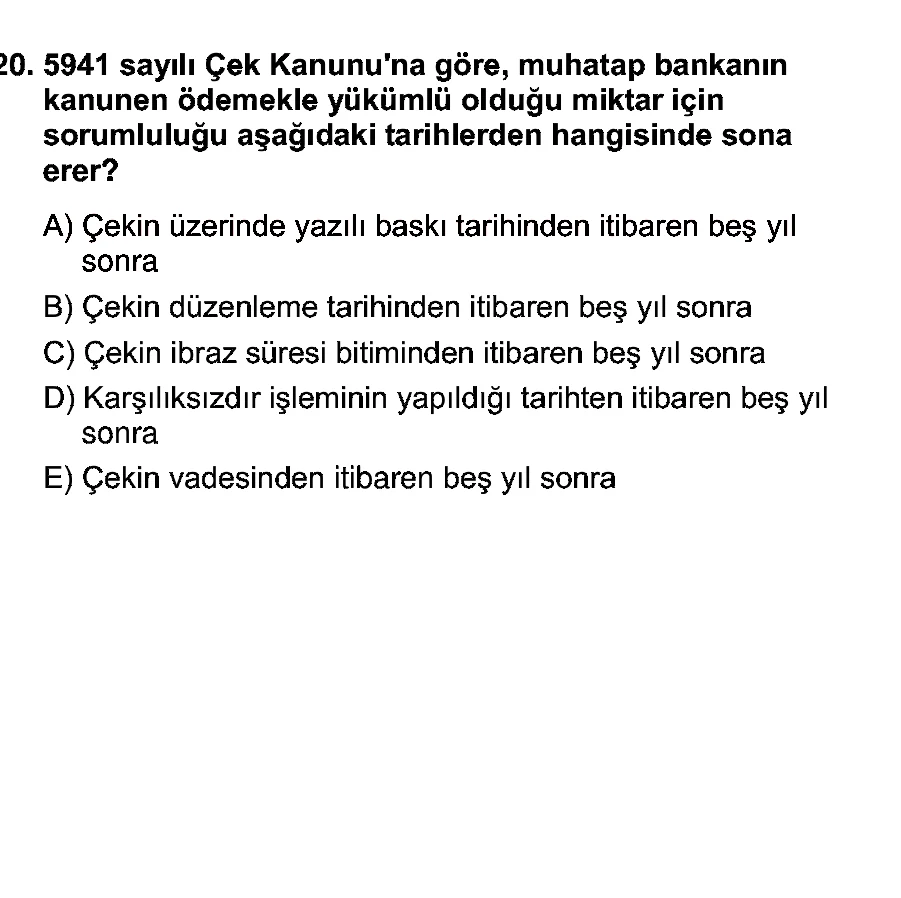 20. 5941 sayılı Çek Kanunu'na göre, muhatap bankanın
kanunen ödemekle yükümlü olduğu miktar için
sorumluluğu aşağıdaki tarihlerden hangisinde sona
erer?
A) Çekin üzerinde yazılı baskı tarihinden itibaren beş yıl
sonra
B) Çekin düzenleme tarihinden itibaren beş yıl sonra
C) Çekin ibraz süresi bitiminden itibaren beş yıl sonra
D) Karşılıksızdır işleminin yapıldığı tarihten itibaren beş yıl
sonra
E) Çekin vadesinden itibaren beş yıl sonra